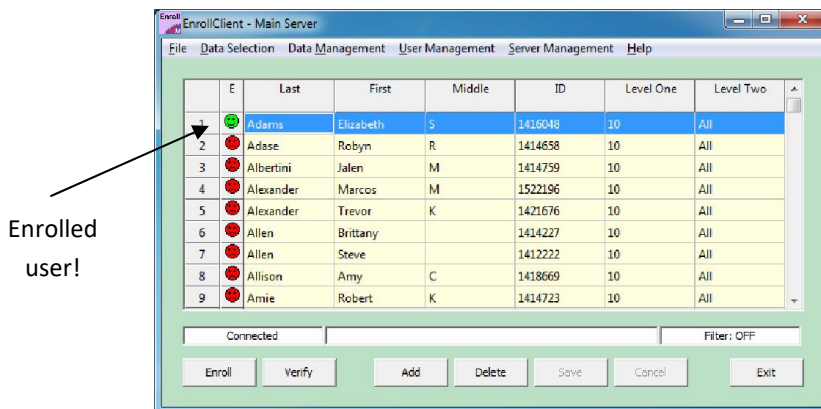 Enroll
EnrollClient - Main Server
File Data Selection Data Management User Management Server Management Help
E Last First Middle ID Level One Level Two
1 Adams Elizabeth S 1416048 10 All
2 Adase Robyn R 1414658 10 All
3 Albertini Jalen M 1414759 10 All
4 Alexander Marcos M 1522196 10 All
5 Alexander Trevor K 1421676 10 All
6 Allen Brittany 1414227 10 All
7 Allen Steve 1412222 10 All
8 Allison Amy C 1418669 10 All
9 Amie Robert K 1414723 10 All
Enrolled
user!
Connected Filter: OFF
Enroll Verify Add Delete Save Cancel Exit